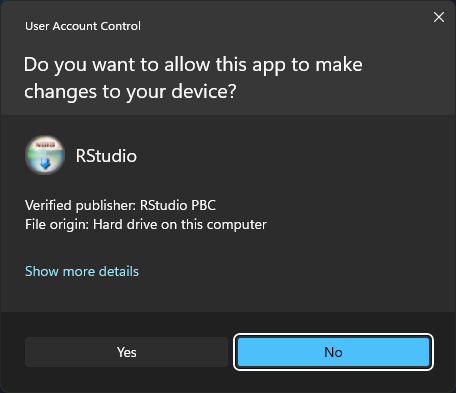 User Account Control
Do you want to allow this app to make
changes to your device?
RStudio
Verified publisher: RStudio PBC
File origin: Hard drive on this computer
Show more details
Yes
No